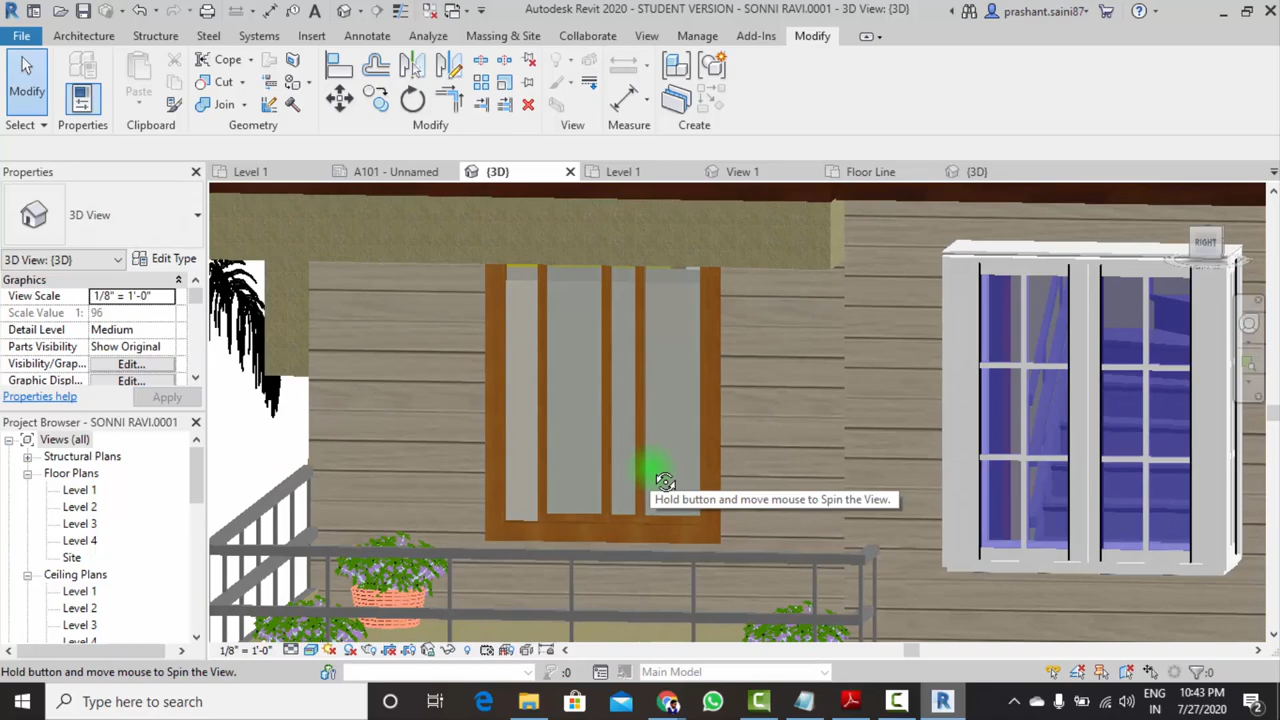 Autodesk Revit 2020 - STUDENT VERSION - SONNI RAVI.0001 - 3D View: {3D}
prashant.saini87
File
Architecture
Structure
Steel
Systems
Insert
Annotate
Analyze
Massing & Site
Collaborate
View
Manage
Add-Ins
Modify
Modify
Properties
Paste
Cope
Cut
Join
Select
Properties
Clipboard
Geometry
Modify
View
Measure
Create
Properties
Level 1
A101 - Unnamed
{3D}
Level 1
View 1
Floor Line
{3D}
3D View
3D View: {3D}
Edit Type
Graphics
View Scale
1/8" = 1'-0"
Scale Value 1:
96
Detail Level
Medium
Parts Visibility
Show Original
Visibility/Grap...
Edit...
Graphic Displ...
Edit...
Properties help
Apply
RIGHT
Project Browser - SONNI RAVI.0001
Views (all)
Structural Plans
Floor Plans
Level 1
Level 2
Level 3
Level 4
Site
Ceiling Plans
Level 1
Level 2
Level 3
Level 4
Hold button and move mouse to Spin the View.
1/8" = 1'-0"
Hold button and move mouse to Spin the View.
:0
Main Model
:0
Type here to search
ENG
IN
10:43 PM
7/27/2020
2